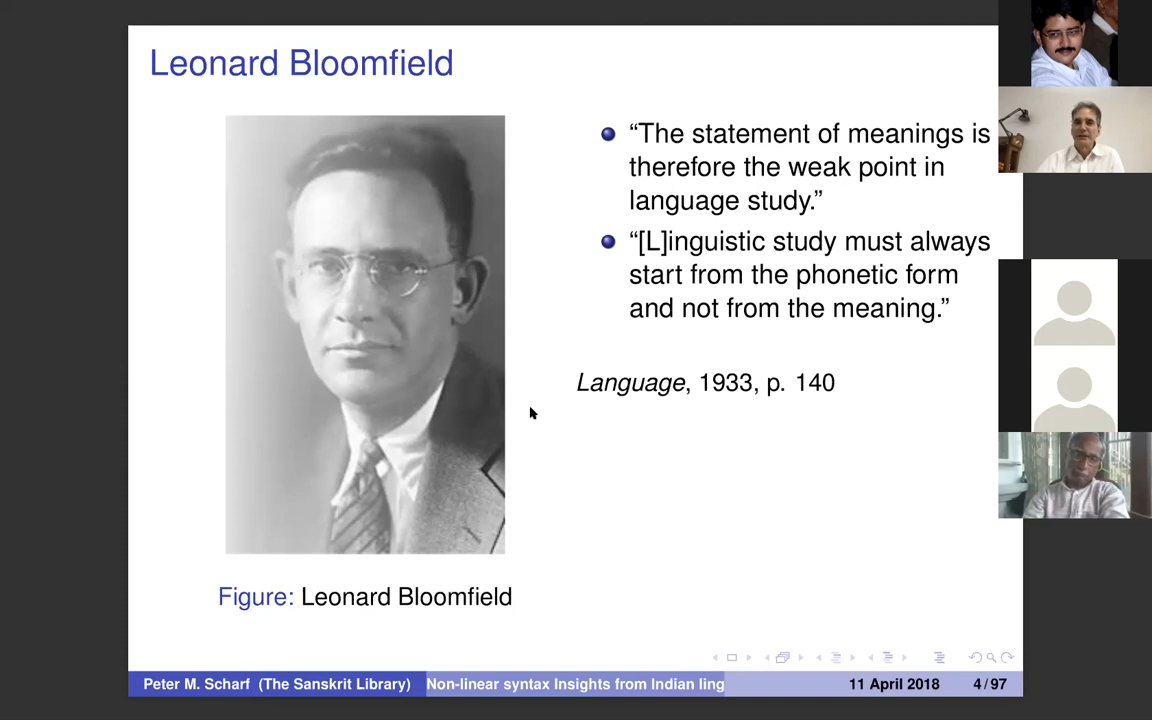 Leonard Bloomfield
“The statement of meanings is
therefore the weak point in
language study.”
“[L]inguistic study must always
start from the phonetic form
and not from the meaning.”
Language, 1933, p. 140
Figure: Leonard Bloomfield
Peter M. Scharf (The Sanskrit Library) Non-linear syntax Insights from Indian ling 11 April 2018 4/97